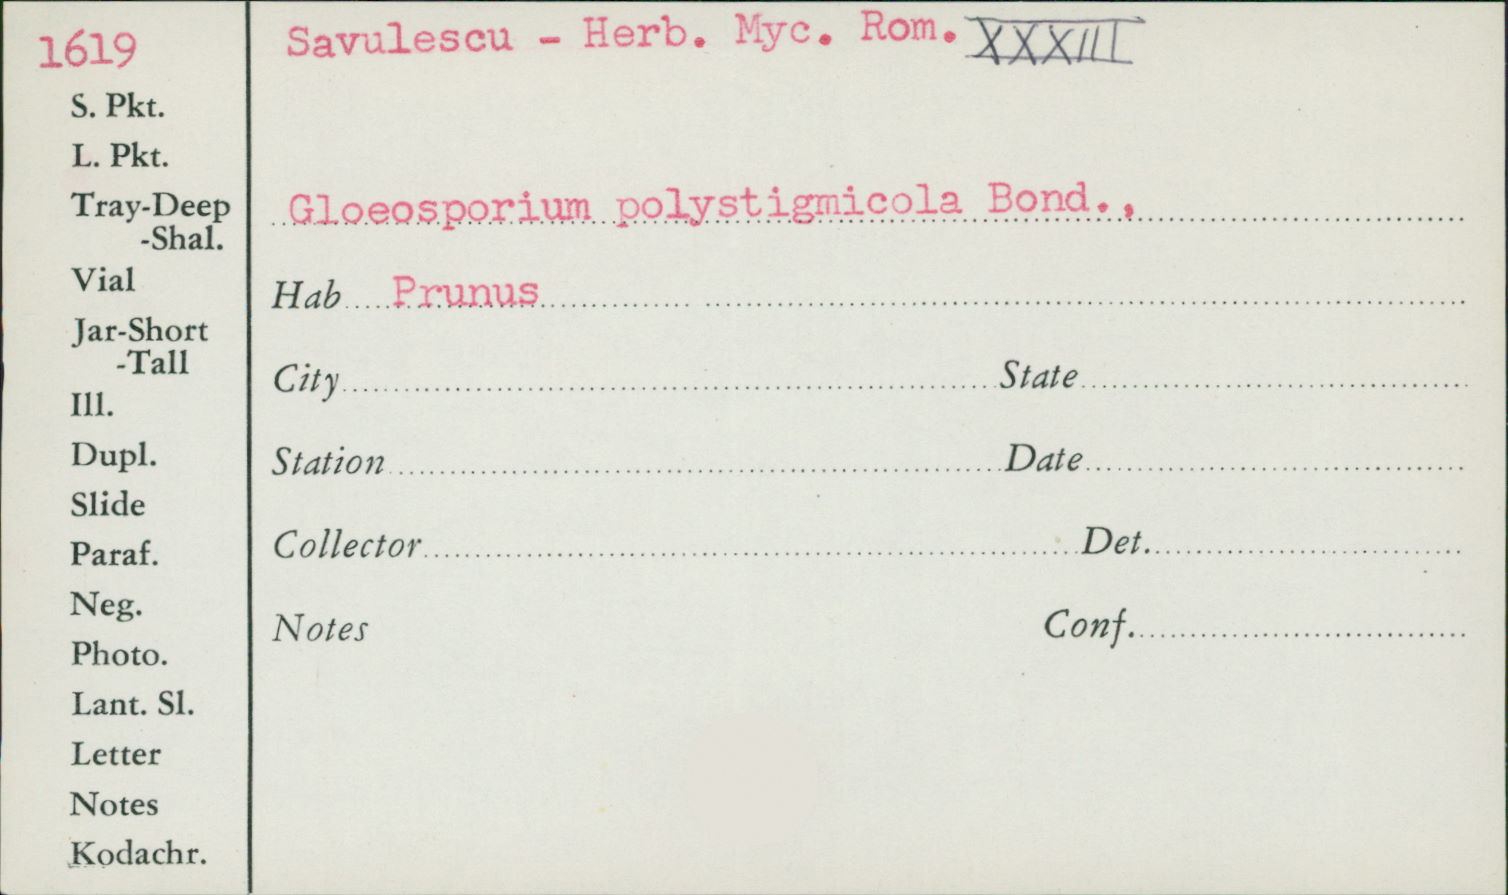 1619
Savulescu - Herb. Myc. Rom. XXXIII
S. Pkt.
L. Pkt.
Tray-Deep
-Shal.
Vial
Jar-Short
-Tall
Ill.
Dupl.
Slide
Paraf.
Neg.
Photo.
Lant. Sl.
Letter
Notes
Kodachr.
Gloeosporium polystigmicola Bond.,
Hab Prunus
City State
Station Date
Collector Det.
Notes Conf.